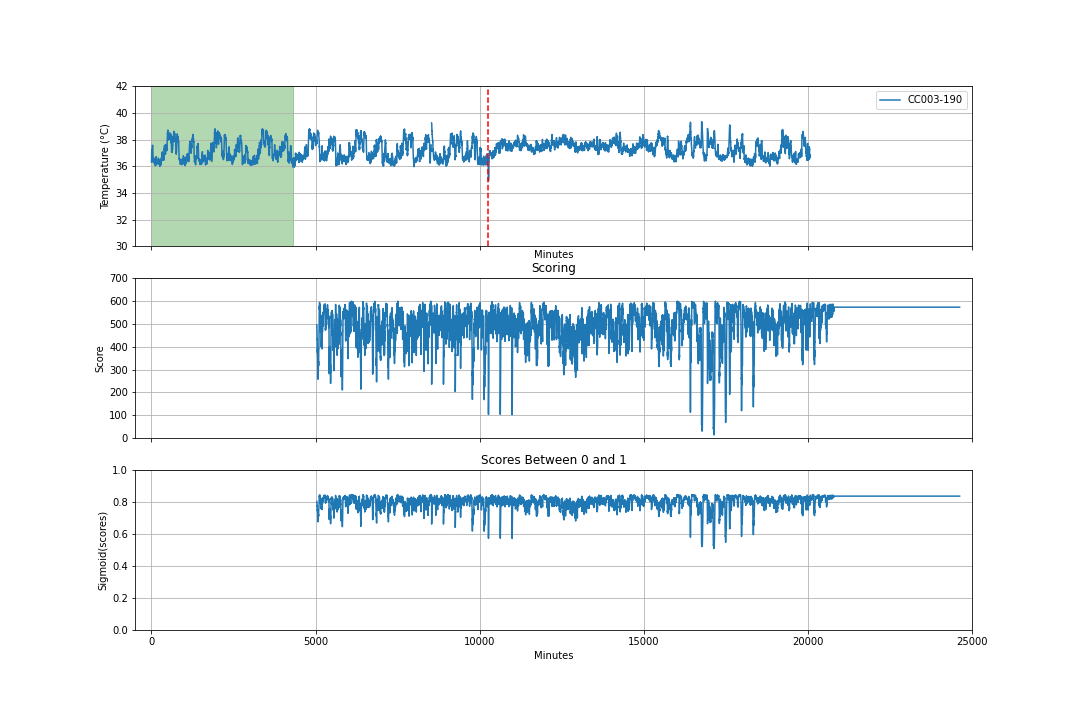 42
40
38
36
34
32
30
Temperature (°C)
CC003-190
Minutes
Scoring
700
600
500
400
300
200
100
0
Score
Scores Between 0 and 1
1.0
0.8
0.6
0.4
0.2
0.0
Sigmoid(scores)
0 5000 10000 15000 20000 25000
Minutes